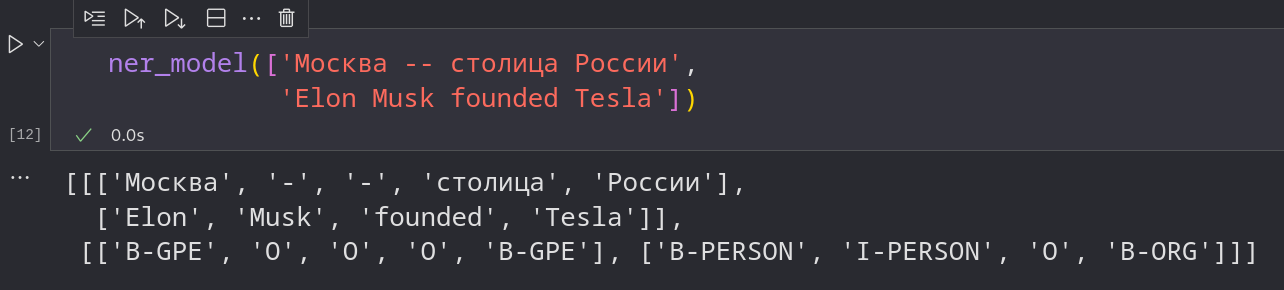 ner_model(['Москва -- столица России',
'Elon Musk founded Tesla'])
[12]
0.0s
[[['Москва', '-', '-', 'столица', 'России'],
['Elon', 'Musk', 'founded', 'Tesla']],
[['B-GPE', 'O', 'O', 'O', 'B-GPE'], ['B-PERSON', 'I-PERSON', 'O', 'B-ORG']]]